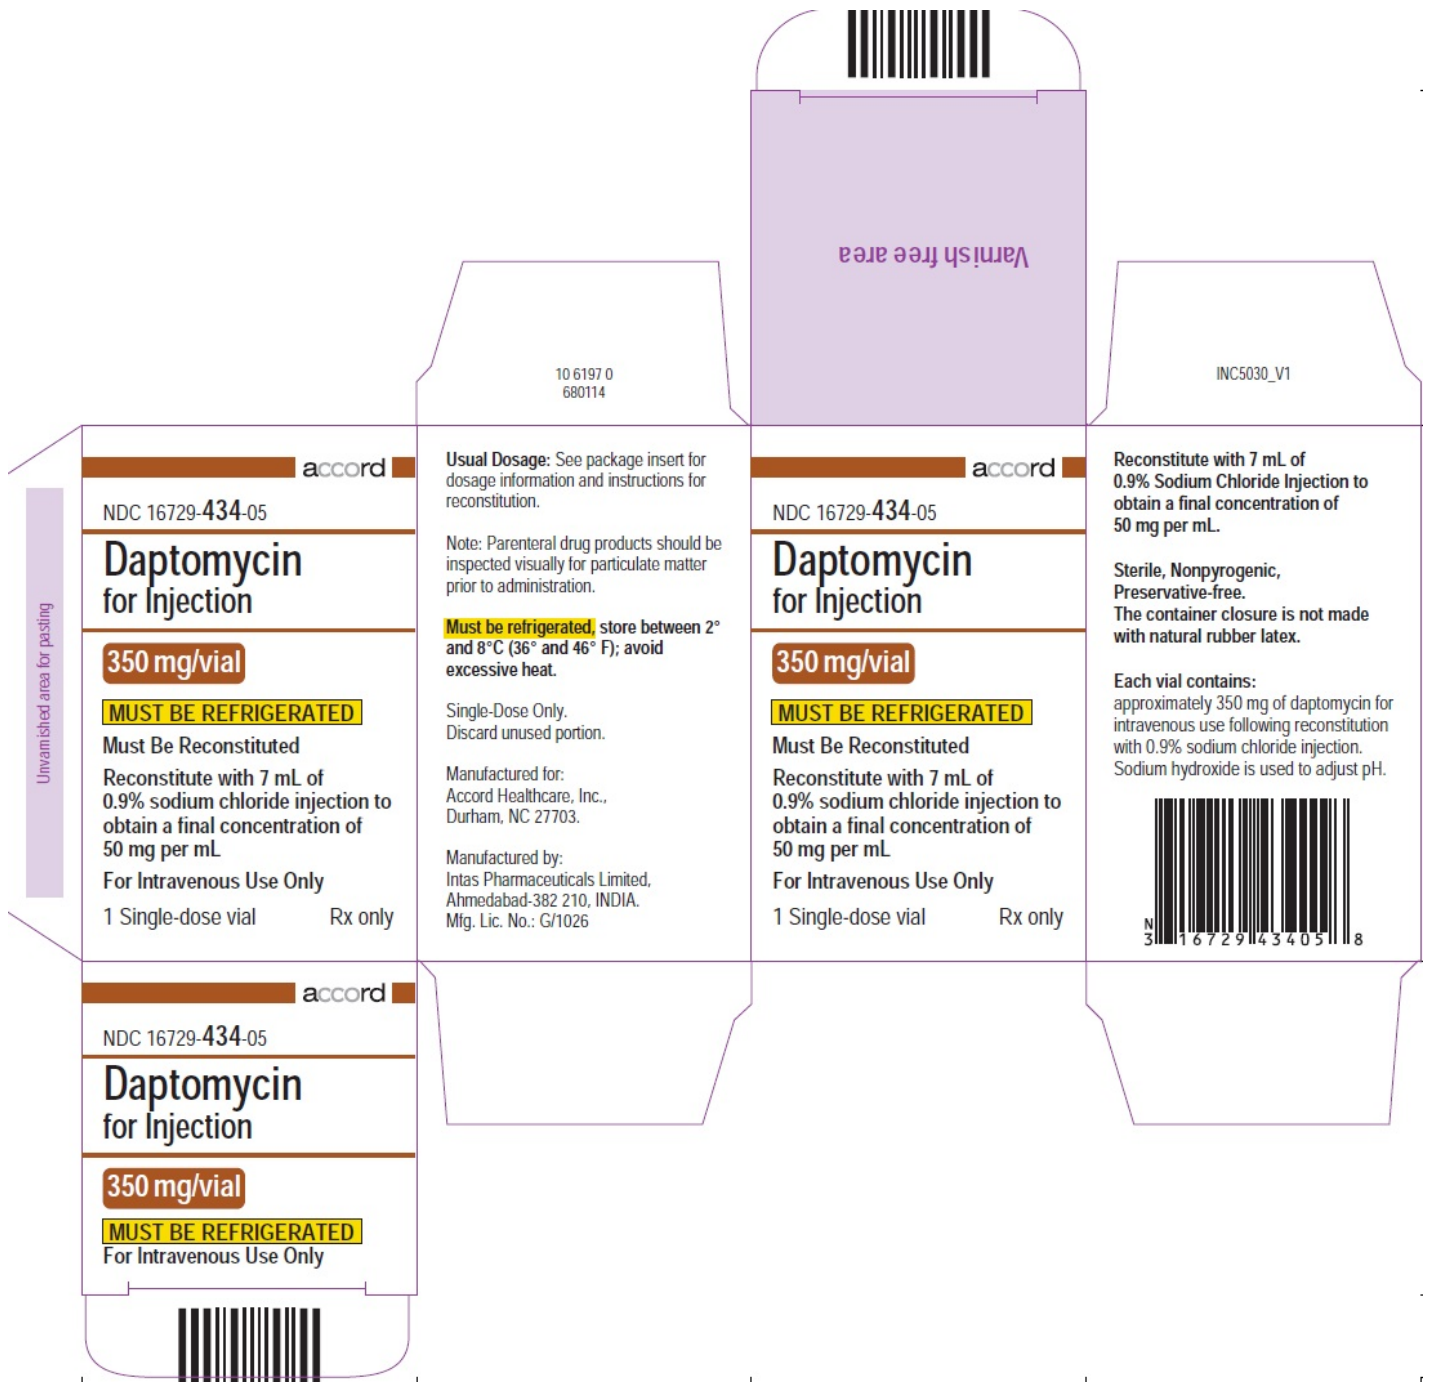 Varnish free area
10 6197 0
680114
INC5030_V1
Unvarnished area for pasting
accord
NDC 16729-434-05
Daptomycin
for Injection
350 mg/vial
MUST BE REFRIGERATED
Must Be Reconstituted
Reconstitute with 7 mL of
0.9% sodium chloride injection to
obtain a final concentration of
50 mg per mL
For Intravenous Use Only
1 Single-dose vial Rx only
Usual Dosage: See package insert for
dosage information and instructions for
reconstitution.
Note: Parenteral drug products should be
inspected visually for particulate matter
prior to administration.
Must be refrigerated, store between 2°
and 8°C (36° and 46° F); avoid
excessive heat.
Single-Dose Only.
Discard unused portion.
Manufactured for:
Accord Healthcare, Inc.,
Durham, NC 27703.
Manufactured by:
Intas Pharmaceuticals Limited,
Ahmedabad-382 210, INDIA.
Mfg. Lic. No.: G/1026
accord
NDC 16729-434-05
Daptomycin
for Injection
350 mg/vial
MUST BE REFRIGERATED
Must Be Reconstituted
Reconstitute with 7 mL of
0.9% sodium chloride injection to
obtain a final concentration of
50 mg per mL
For Intravenous Use Only
1 Single-dose vial Rx only
Reconstitute with 7 mL of
0.9% Sodium Chloride Injection to
obtain a final concentration of
50 mg per mL.
Sterile, Nonpyrogenic,
Preservative-free.
The container closure is not made
with natural rubber latex.
Each vial contains:
approximately 350 mg of daptomycin for
intravenous use following reconstitution
with 0.9% sodium chloride injection.
Sodium hydroxide is used to adjust pH.
N
3 16729 43405 8
accord
NDC 16729-434-05
Daptomycin
for Injection
350 mg/vial
MUST BE REFRIGERATED
For Intravenous Use Only